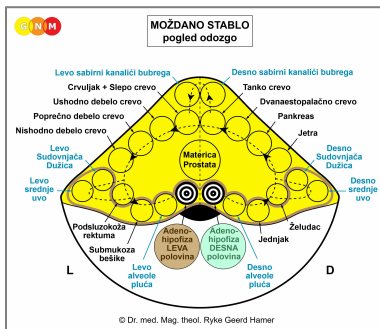 G N M
MOŽDANO STABLO
pogled odozgo
Levo sabirni kanalići bubrega
Desno sabirni kanalići bubrega
Crvuljak + Slepo crevo
Tanko crevo
Ushodno debelo crevo
Dvanaestopalačno crevo
Poprečno debelo crevo
Pankreas
Nishodno debelo crevo
Jetra
Levo
Sudovnjača
Dužica
Desno
Sudovnjača
Dužica
Materica
Prostata
Levo
srednje
uvo
Desno
srednje
uvo
Podsluzokoža
rektuma
Submukoza
bešike
Levo
alveole
pluća
Adeno-
hipofiza
LEVA
polovina
Adeno-
hipofiza
DESNA
polovina
Desno
alveole
pluća
Jednjak
Želudac
L
D
© Dr. med. Mag. theol. Ryke Geerd Hamer